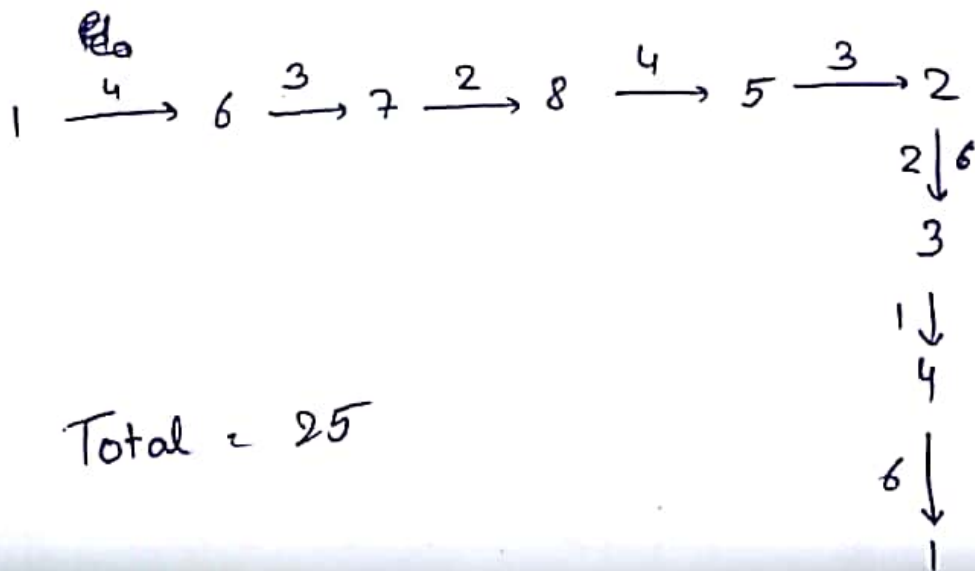 1 4 → 6 3 → 7 2 → 8 4 → 5 3 → 2
2 ↓ 6
3
1 ↓
4
6 ↓
1
Total = 25